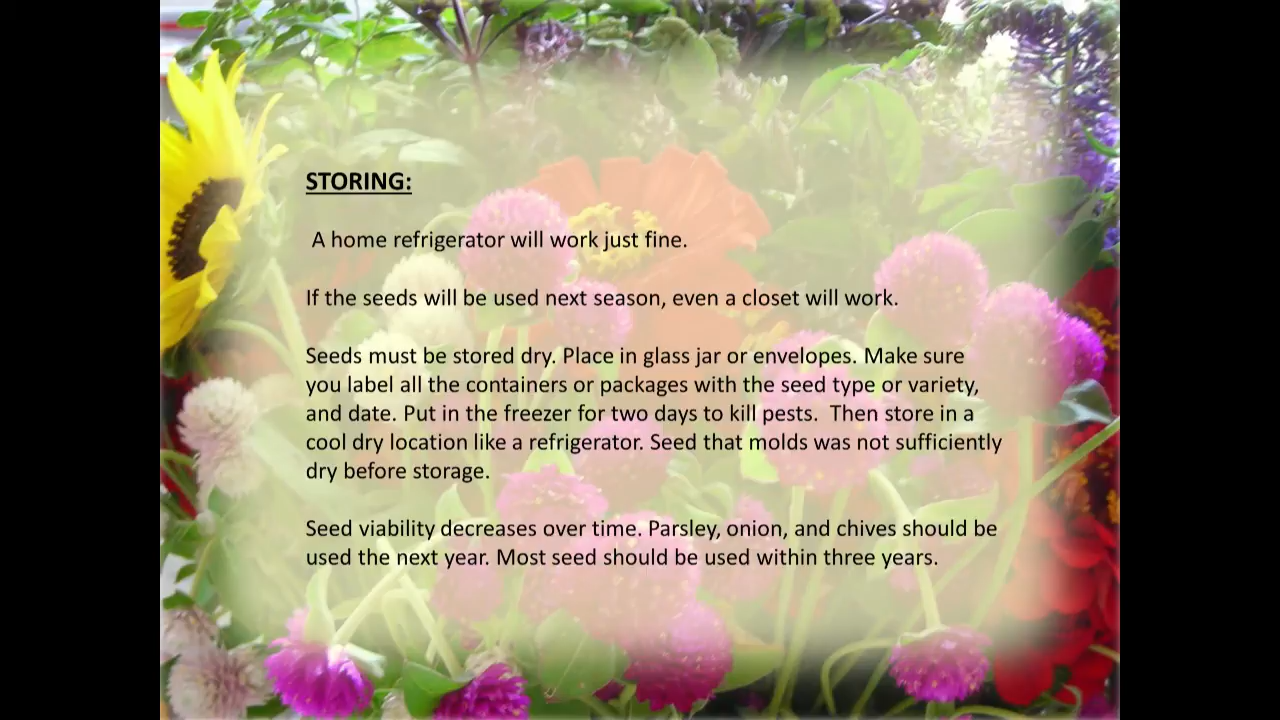 STORING:
A home refrigerator will work just fine.
If the seeds will be used next season, even a closet will work.
Seeds must be stored dry. Place in glass jar or envelopes. Make sure
you label all the containers or packages with the seed type or variety,
and date. Put in the freezer for two days to kill pests.  Then store in a
cool dry location like a refrigerator. Seed that molds was not sufficiently
dry before storage.
Seed viability decreases over time. Parsley, onion, and chives should be
used the next year. Most seed should be used within three years.